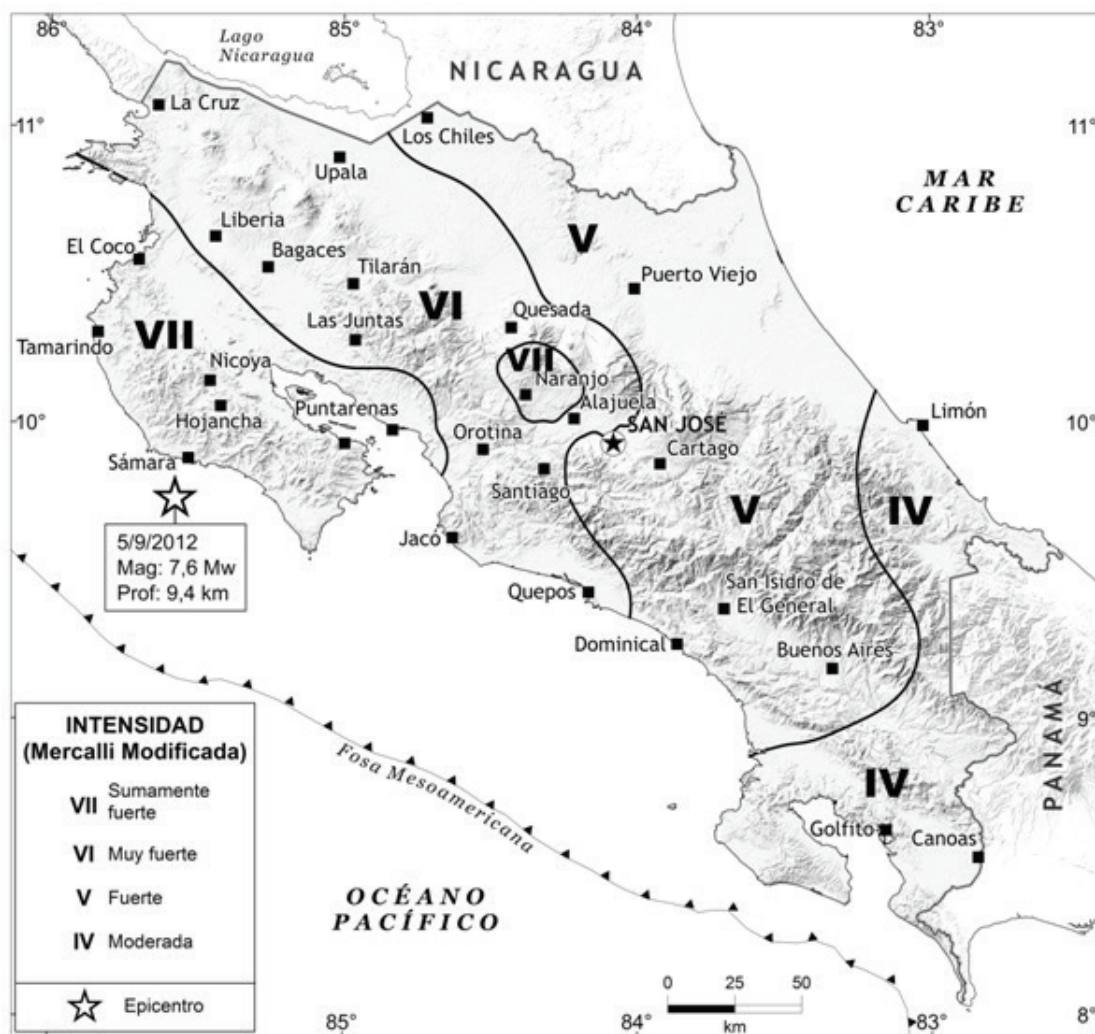 86°
85°
84°
83°
Lago
Nicaragua
NICARAGUA
La Cruz
11°
Los Chiles
11°
Upala
MAR
CARIBE
Liberia
V
El Coco
Bagaces
Tilarán
Puerto Viejo
VI
Quesada
Las Juntas
VII
Tamarindo
VII
Nicoya
Naranjo
Hojancha
Puntarenas
Alajuela
10°
Limón
10°
Orotina
SAN JOSÉ
Sámara
Cartago
Santiago
V
IV
5/9/2012
Mag: 7,6 Mw
Prof: 9,4 km
Jacó
Quepos
San Isidro de
El General
Dominical
Buenos Aires
INTENSIDAD
(Mercalli Modificada)
VII Sumamente
fuerte
VI Muy fuerte
V Fuerte
IV Moderada
Epicentro
9°
PANAMÁ
Fosa Mesoamericana
IV
Golfito
Canoas
OCÉANO
PACÍFICO
0 25 50
km
8°
85°
84°
83°